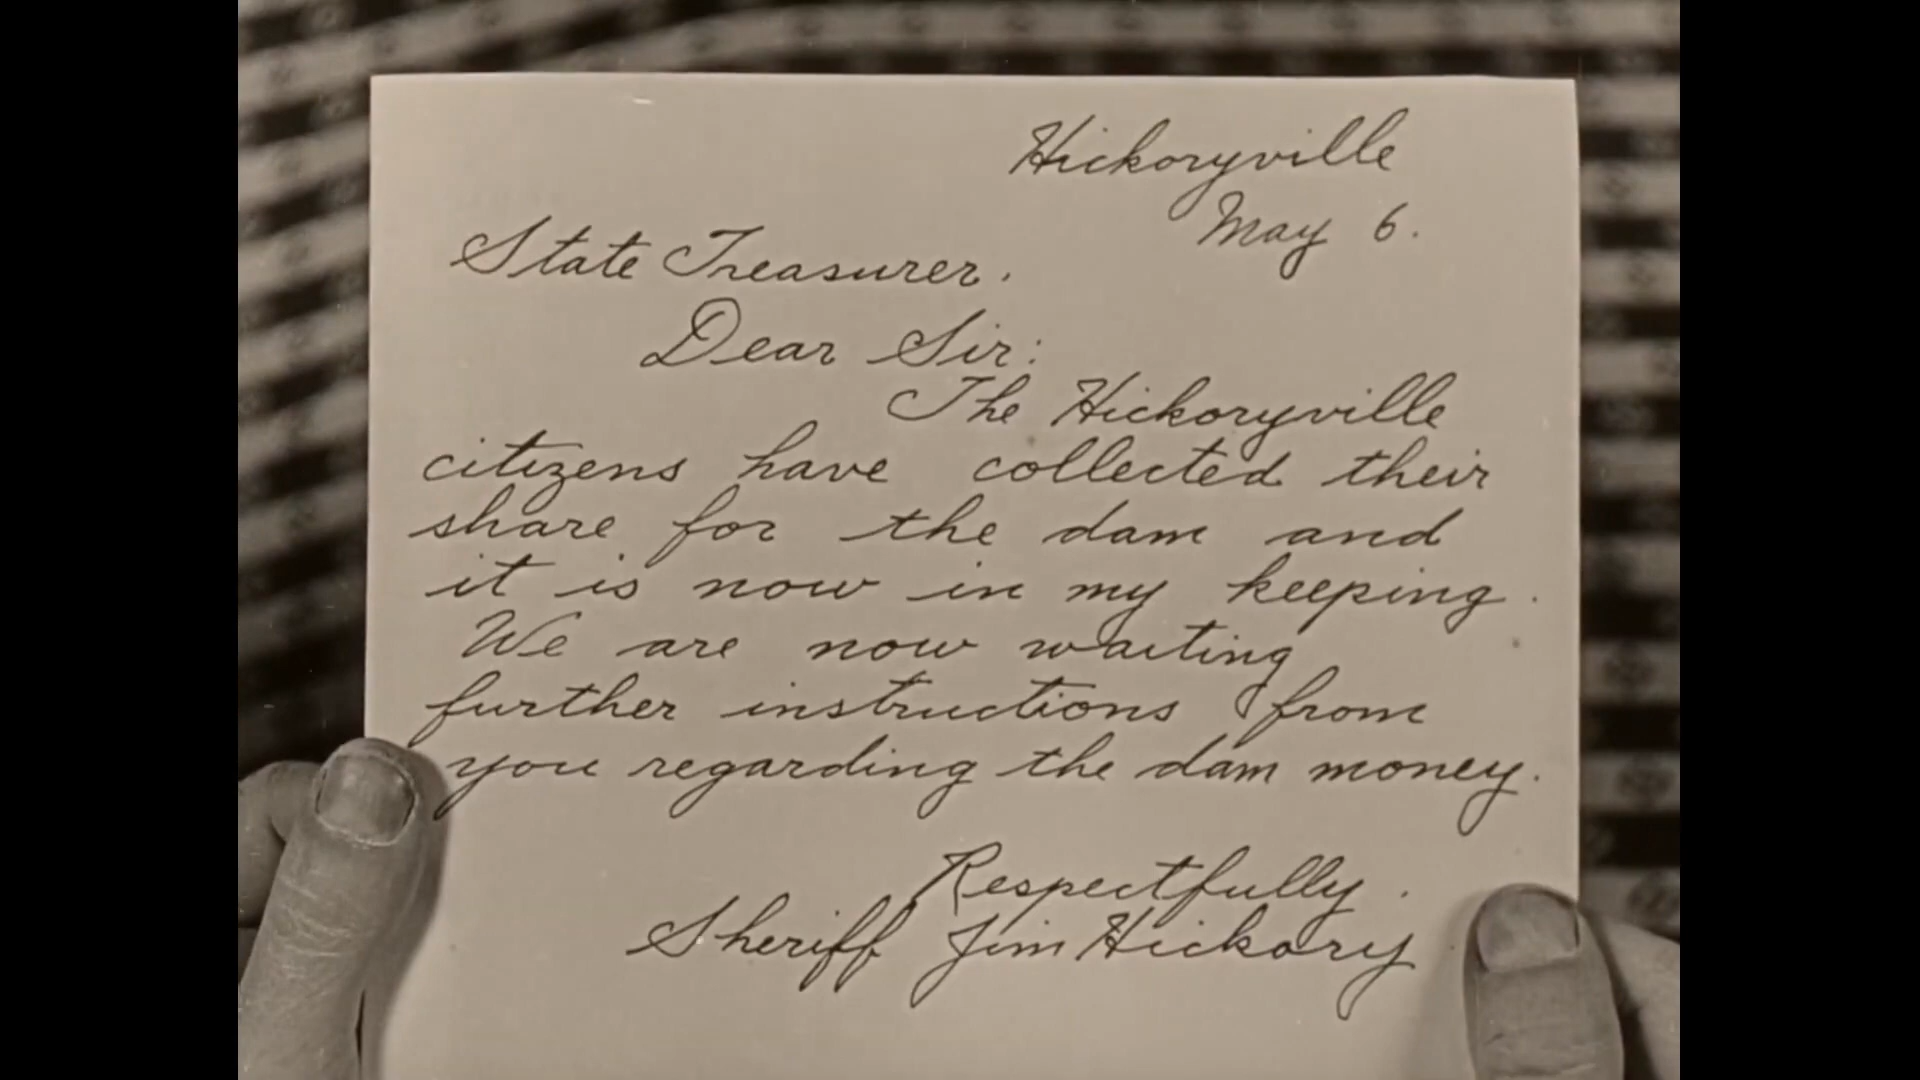 Hickoryville
May 6.
State Treasurer.
Dear Sir:
The Hickoryville
citizens have collected their
share for the dam and
it is now in my keeping.
We are now waiting
further instructions from
you regarding the dam money.
Respectfully.
Sheriff Jim Hickory